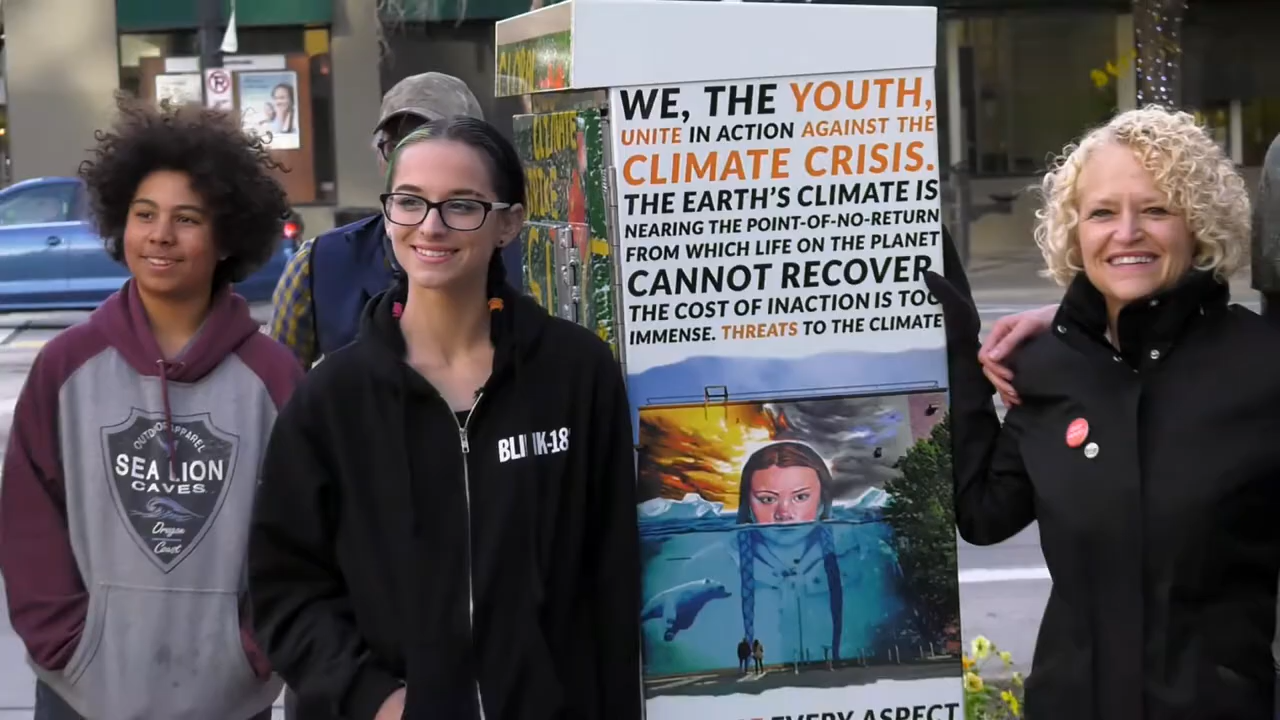 WE, THE YOUTH,
UNITE IN ACTION AGAINST THE
CLIMATE CRISIS.
THE EARTH'S CLIMATE IS
NEARING THE POINT-OF-NO-RETURN
FROM WHICH LIFE ON THE PLANET
CANNOT RECOVER.
THE COST OF INACTION IS TOO
IMMENSE. THREATS TO THE CLIMATE
EVERY ASPECT
CLIMATE
OUTDOOR APPAREL
SEA LION
CAVES
Oregon
Coast
BLINK-18